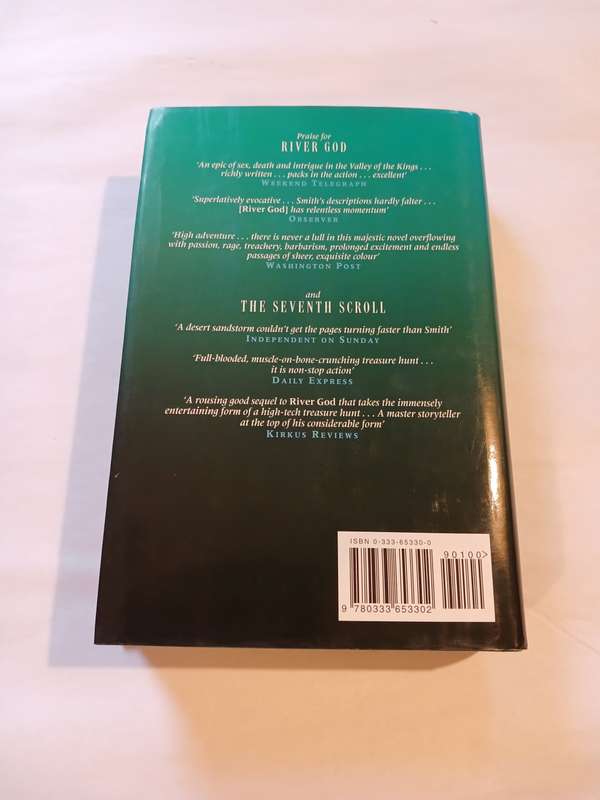 Praise for
RIVER GOD
'An epic of sex, death and intrigue in the Valley of the Kings . . .
richly written . . . packs in the action . . . excellent'
WEEKEND TELEGRAPH
'Superlatively evocative . . . Smith's descriptions hardly falter . . .
[River God] has relentless momentum'
OBSERVER
'High adventure . . . there is never a lull in this majestic novel overflowing
with passion, rage, treachery, barbarism, prolonged excitement and endless
passages of sheer, exquisite colour'
WASHINGTON POST
and
THE SEVENTH SCROLL
'A desert sandstorm couldn't get the pages turning faster than Smith'
INDEPENDENT ON SUNDAY
'Full-blooded, muscle-on-bone-crunching treasure hunt . . .
it is non-stop action'
DAILY EXPRESS
'A rousing good sequel to River God that takes the immensely
entertaining form of a high-tech treasure hunt . . . A master storyteller
at the top of his considerable form'
KIRKUS REVIEWS
ISBN 0-333-65330-0
90100>
9 780333 653302